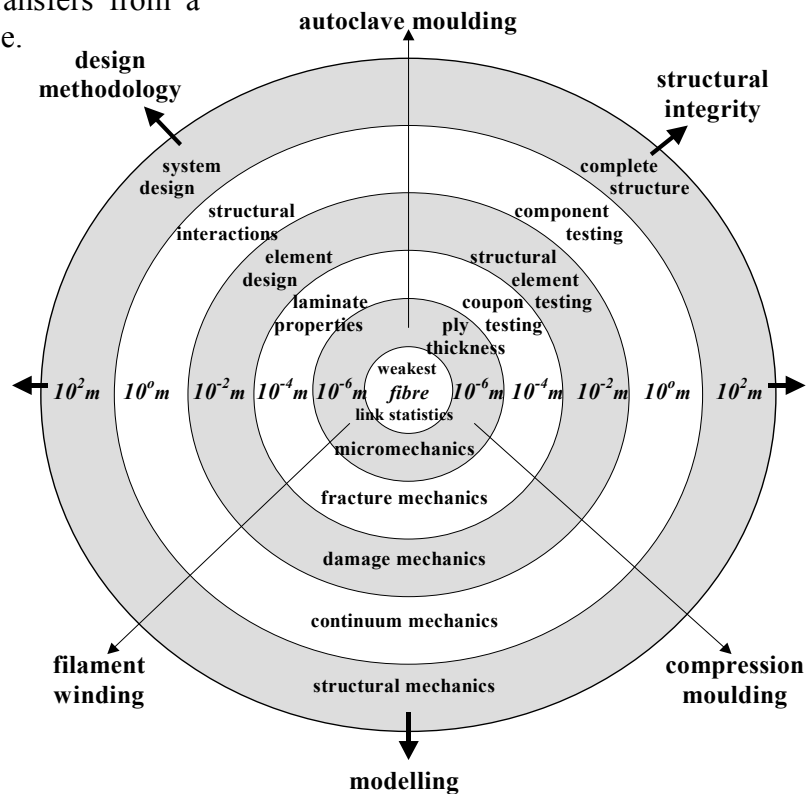 ansfers from a
e.
autoclave moulding
design
methodology
structural
integrity
system
design
complete
structure
structural
interactions
component
testing
element
design
structural
element
testing
laminate
properties
coupon
testing
ply
thickness
weakest
10²m 10ºm 10⁻²m 10⁻⁴m 10⁻⁶m fibre 10⁻⁶m 10⁻⁴m 10⁻²m 10ºm 10²m
link statistics
micromechanics
fracture mechanics
damage mechanics
continuum mechanics
filament
winding
compression
moulding
structural mechanics
modelling